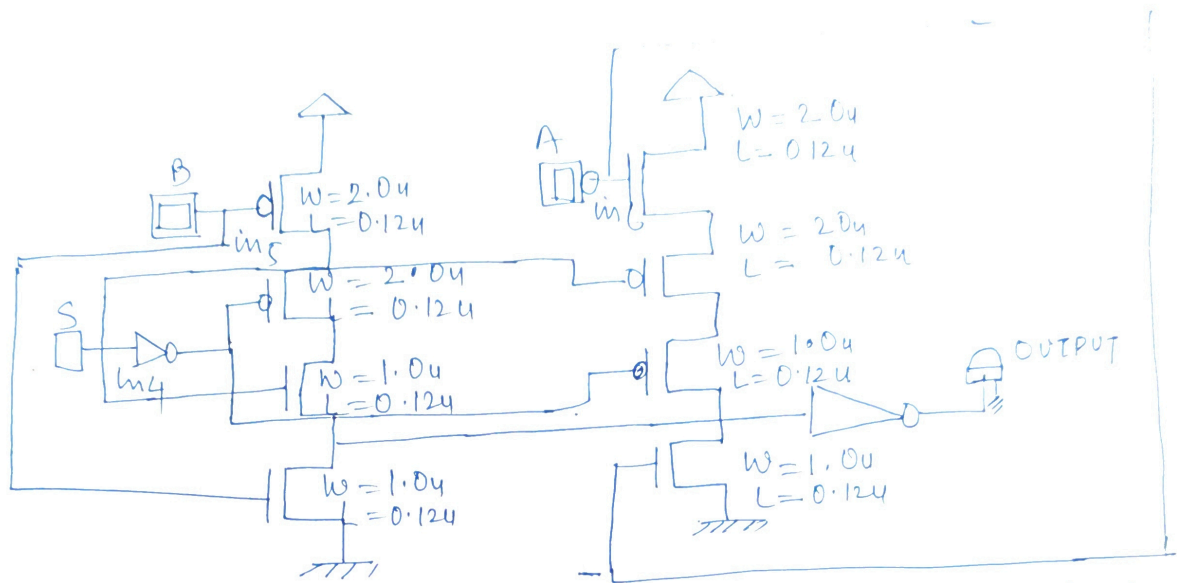 B
in5
W=2.0u
L=0.12u
W=2.0u
L=0.12u
S
in4
W=1.0u
L=0.12u
W=1.0u
L=0.12u
A
in6
W=2.0u
L=0.12u
W=2.0u
L=0.12u
W=1.0u
L=0.12u
W=1.0u
L=0.12u
OUTPUT